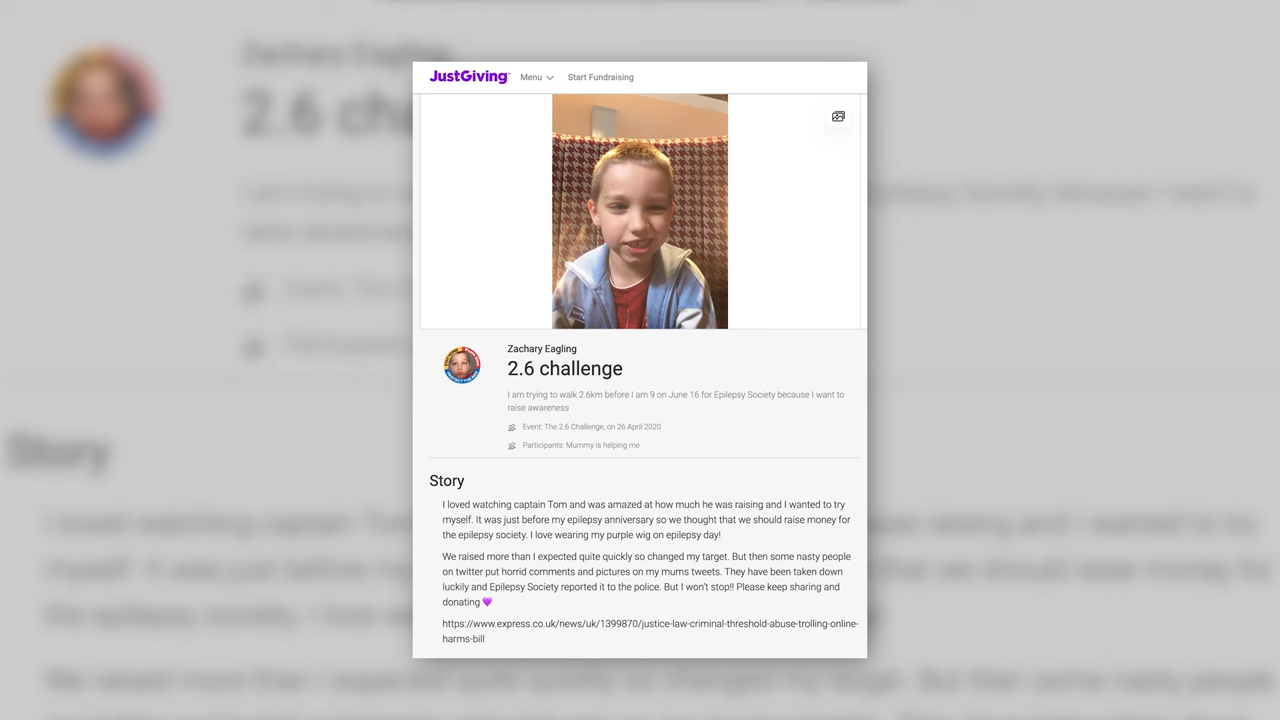 JustGiving™ Menu Start Fundraising
Zachary Eagling
2.6 challenge
I am trying to walk 2.6km before I am 9 on June 16 for Epilepsy Society because I want to
raise awareness
Event: The 2.6 Challenge, on 26 April 2020
Participants: Mummy is helping me
Story
I loved watching captain Tom and was amazed at how much he was raising and I wanted to try
myself. It was just before my epilepsy anniversary so we thought that we should raise money for
the epilepsy society. I love wearing my purple wig on epilepsy day!
We raised more than I expected quite quickly so changed my target. But then some nasty people
on twitter put horrid comments and pictures on my mums tweets. They have been taken down
luckily and Epilepsy Society reported it to the police. But I won't stop!! Please keep sharing and
donating 💜
https://www.express.co.uk/news/uk/1399870/justice-law-criminal-threshold-abuse-trolling-online-
harms-bill